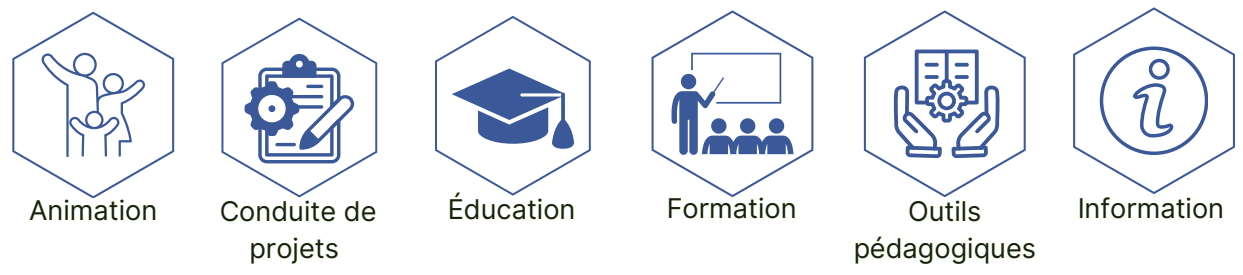 Animation
Conduite de
projets
Éducation
Formation
Outils
pédagogiques
Information